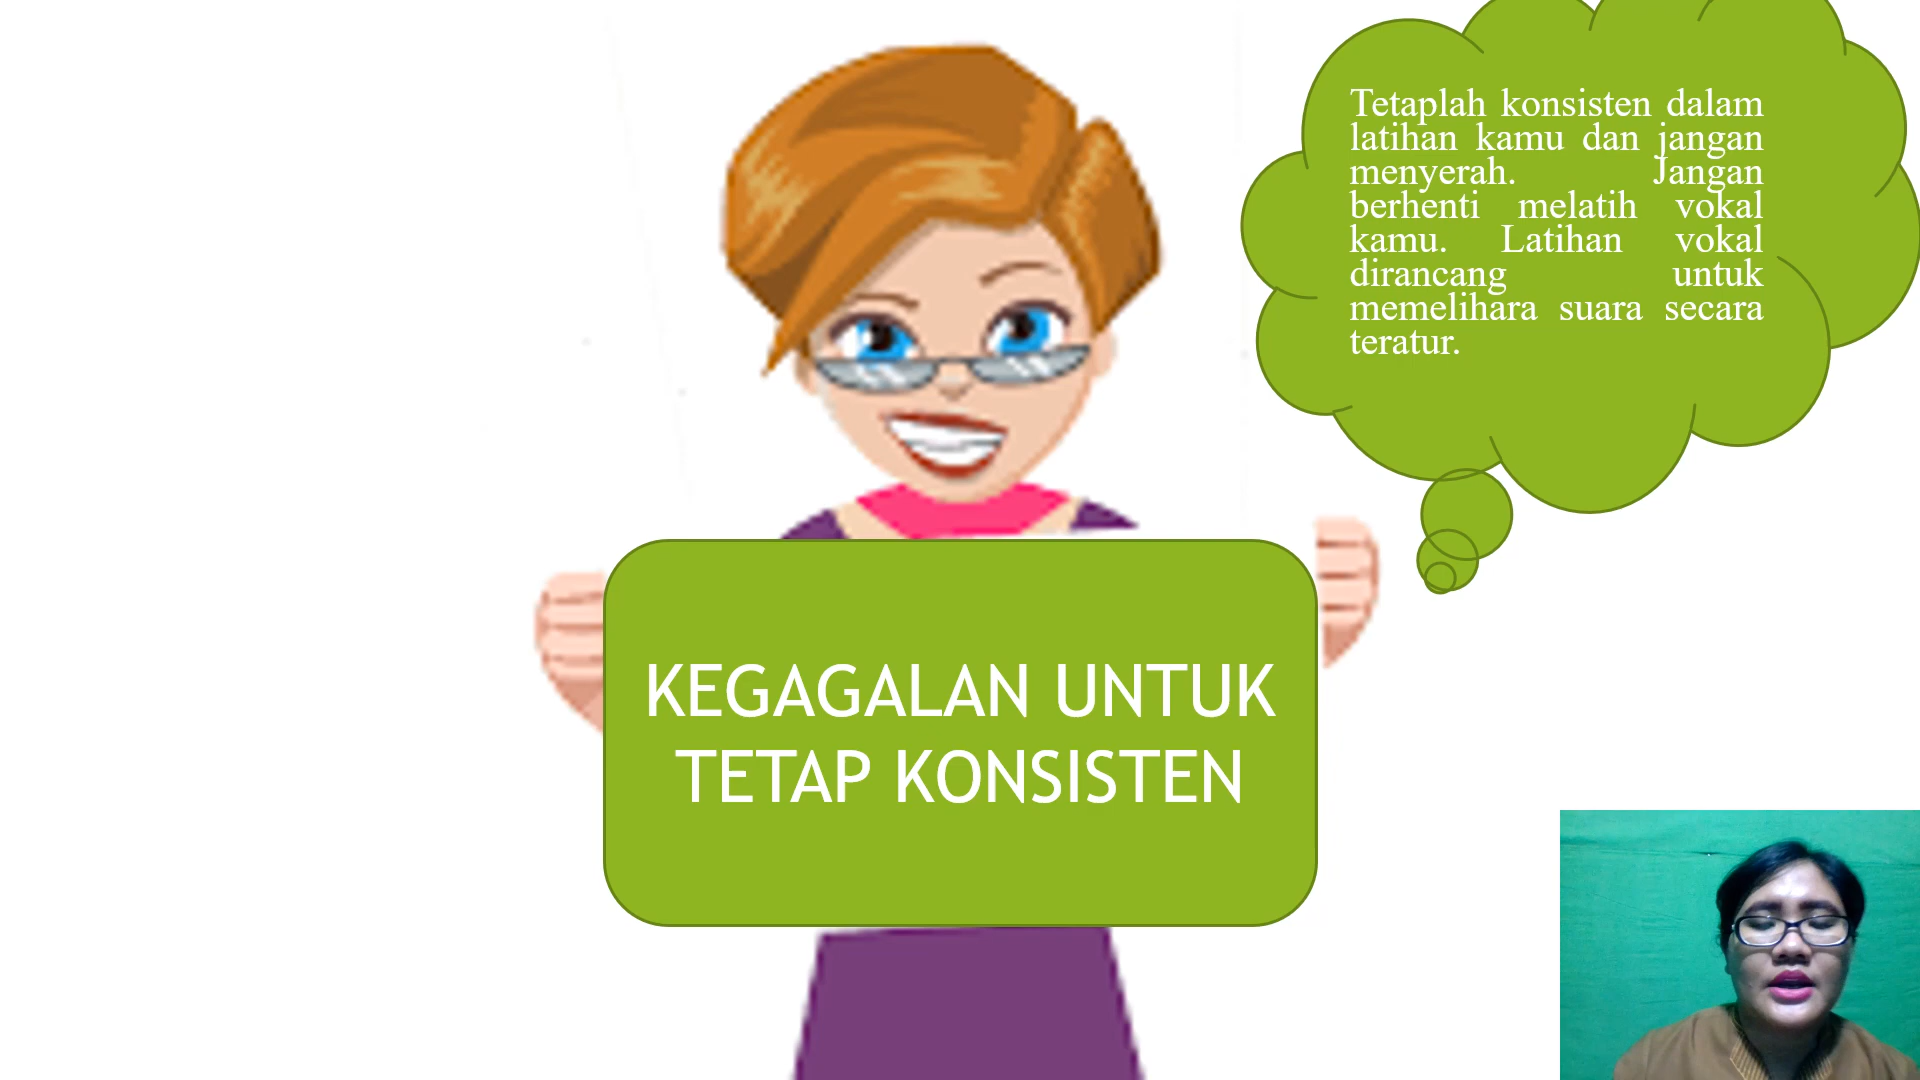 Tetaplah konsisten dalam
latihan kamu dan jangan
menyerah. Jangan
berhenti melatih vokal
kamu. Latihan vokal
dirancang untuk
memelihara suara secara
teratur.
KEGAGALAN UNTUK
TETAP KONSISTEN